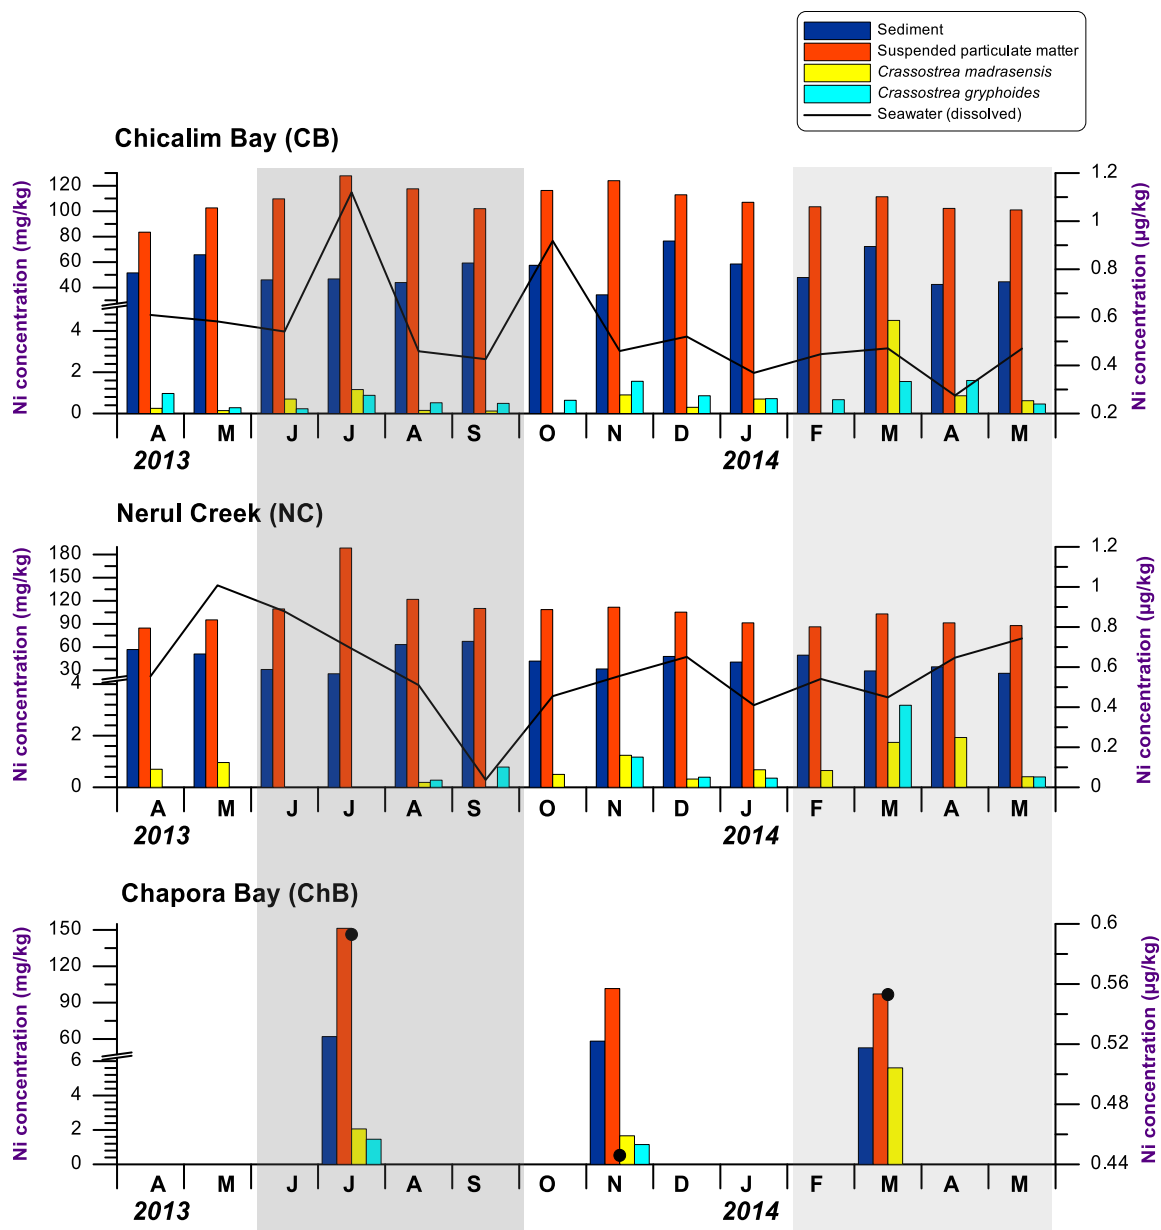 Sediment
Suspended particulate matter
Crassostrea madrasensis
Crassostrea gryphoides
Seawater (dissolved)
Chicalim Bay (CB)
Ni concentration (mg/kg)
120
100
80
60
40
4
2
0
1.2
1
0.8
0.6
0.4
0.2
Ni concentration (µg/kg)
A M J J A S O N D J F M A M
2013 2014
Nerul Creek (NC)
Ni concentration (mg/kg)
180
150
120
90
60
30
4
2
0
1.2
1
0.8
0.6
0.4
0.2
0
Ni concentration (µg/kg)
A M J J A S O N D J F M A M
2013 2014
Chapora Bay (ChB)
Ni concentration (mg/kg)
150
120
90
60
6
4
2
0
0.6
0.56
0.52
0.48
0.44
Ni concentration (µg/kg)
A M J J A S O N D J F M A M
2013 2014